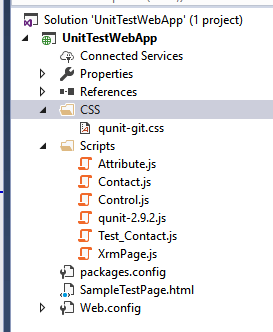 Solution 'UnitTestWebApp' (1 project)
UnitTestWebApp
Connected Services
Properties
References
CSS
qunit-git.css
Scripts
Attribute.js
Contact.js
Control.js
qunit-2.9.2.js
Test_Contact.js
XrmPage.js
packages.config
SampleTestPage.html
Web.config